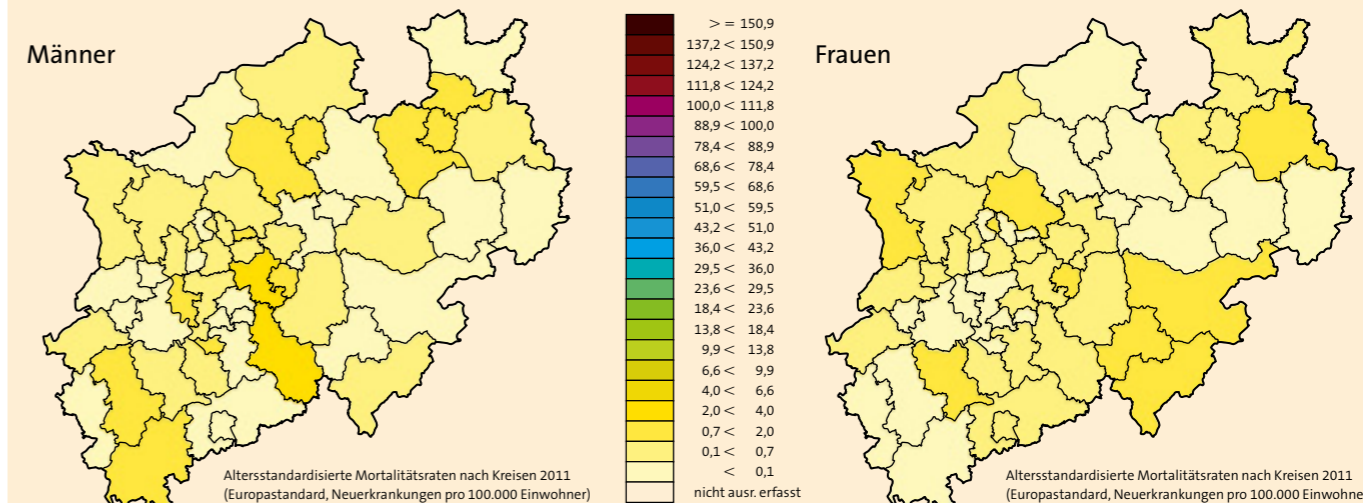 Männer
> = 150,9
137,2 < 150,9
124,2 < 137,2
111,8 < 124,2
100,0 < 111,8
88,9 < 100,0
78,4 < 88,9
68,6 < 78,4
59,5 < 68,6
51,0 < 59,5
43,2 < 51,0
36,0 < 43,2
29,5 < 36,0
23,6 < 29,5
18,4 < 23,6
13,8 < 18,4
9,9 < 13,8
6,6 < 9,9
4,0 < 6,6
2,0 < 4,0
0,7 < 2,0
0,1 < 0,7
< 0,1
nicht ausr. erfasst
Altersstandardisierte Mortalitätsraten nach Kreisen 2011
(Europastandard, Neuerkrankungen pro 100.000 Einwohner)
Frauen
Altersstandardisierte Mortalitätsraten nach Kreisen 2011
(Europastandard, Neuerkrankungen pro 100.000 Einwohne